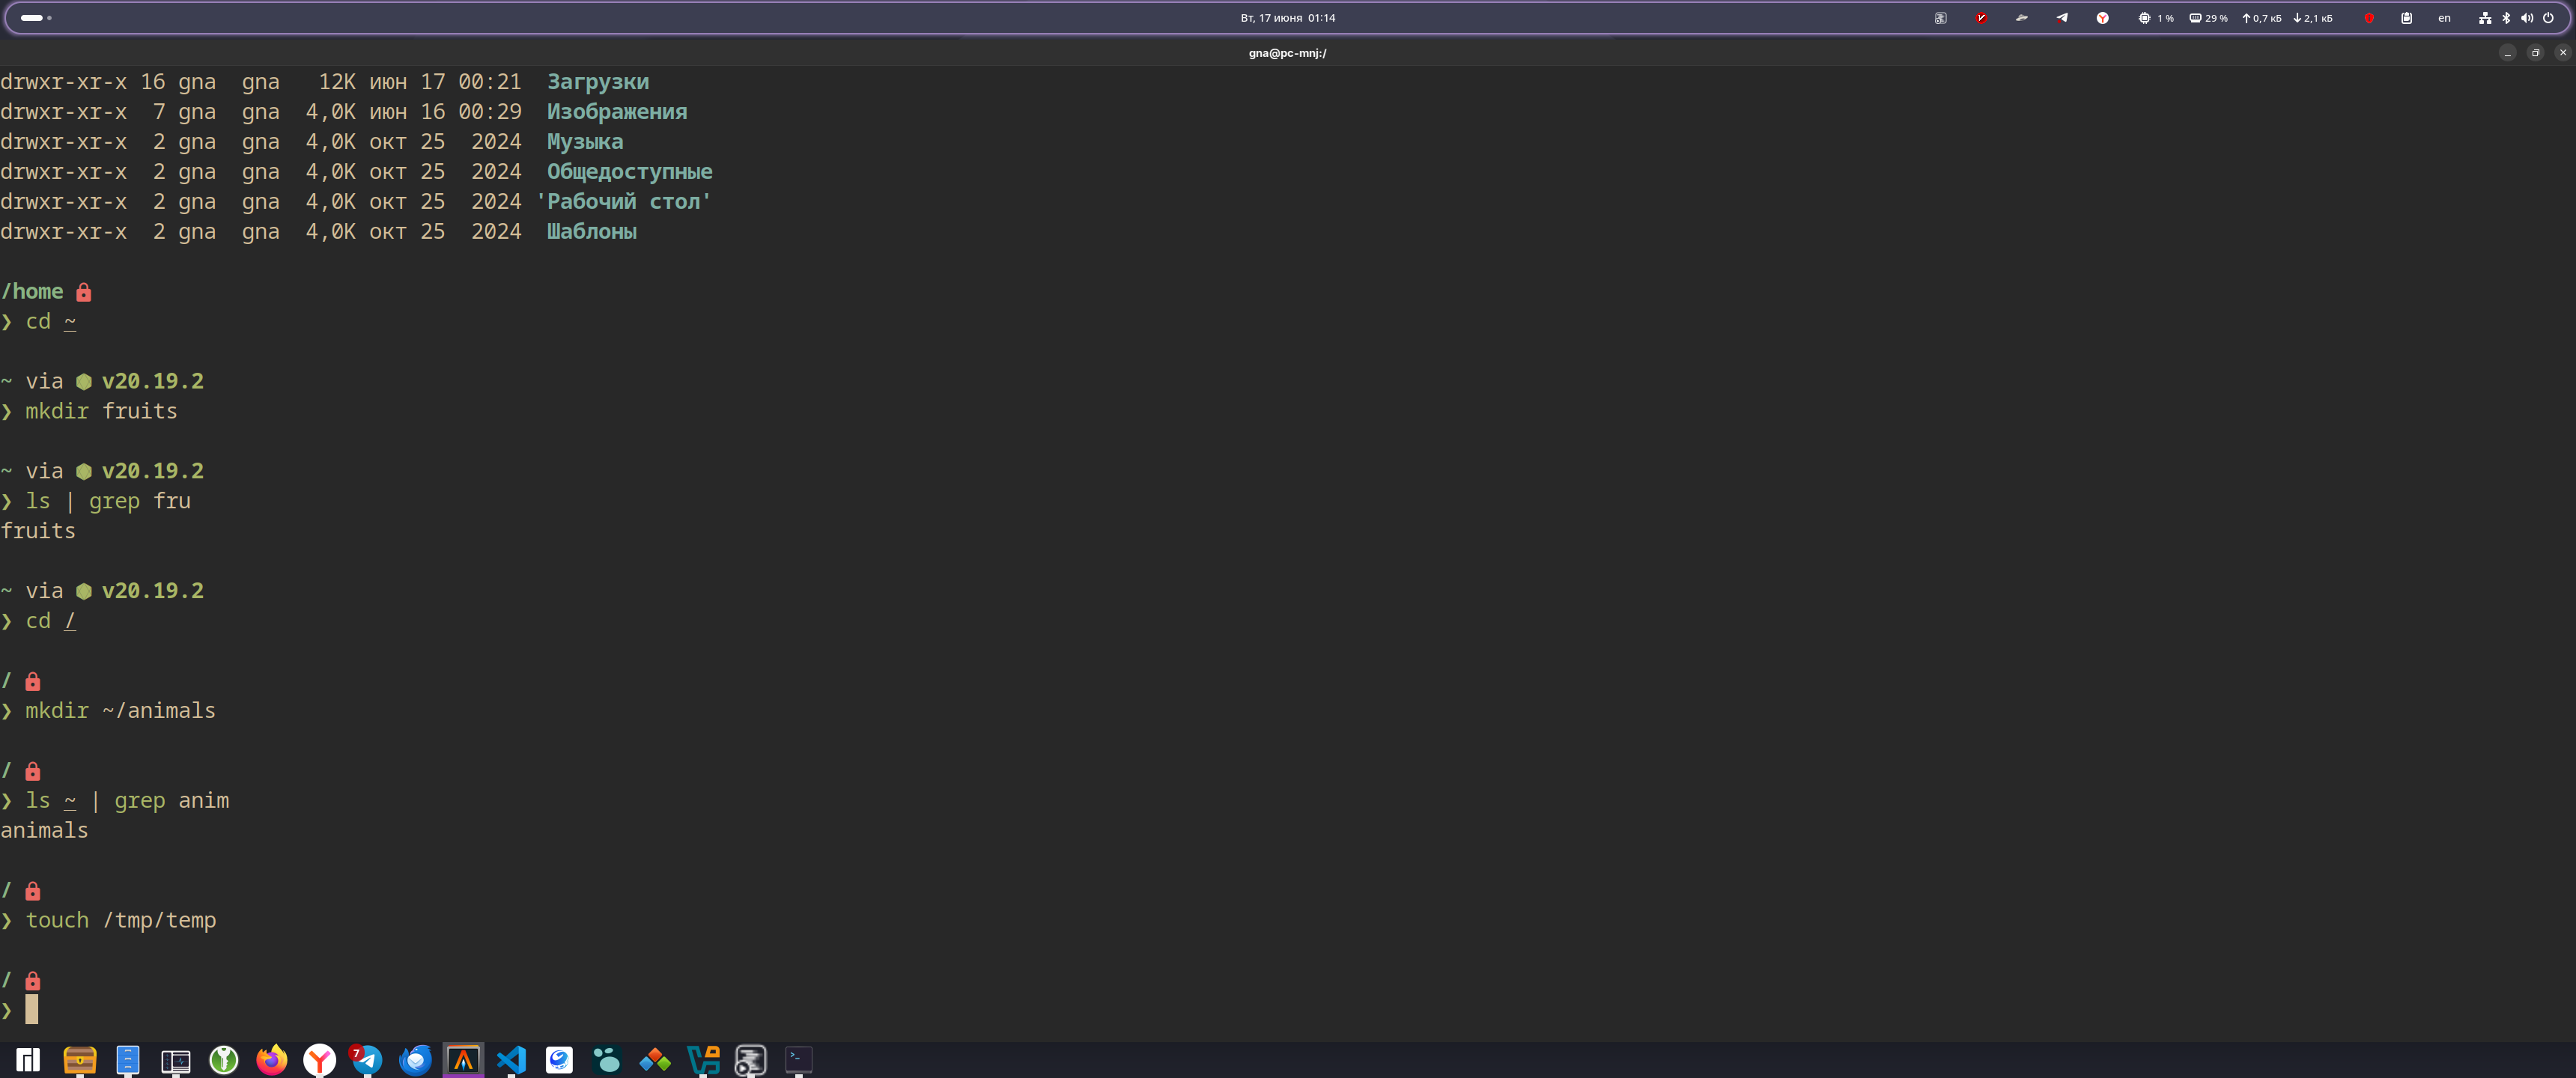 Вт, 17 июня 01:14
1 % 29 % 0,7 кБ 2,1 кБ en
gna@pc-mnj:/
drwxr-xr-x 16 gna gna 12K июн 17 00:21 Загрузки
drwxr-xr-x 7 gna gna 4,0K июн 16 00:29 Изображения
drwxr-xr-x 2 gna gna 4,0K окт 25 2024 Музыка
drwxr-xr-x 2 gna gna 4,0K окт 25 2024 Общедоступные
drwxr-xr-x 2 gna gna 4,0K окт 25 2024 'Рабочий стол'
drwxr-xr-x 2 gna gna 4,0K окт 25 2024 Шаблоны
/home
❯ cd ~
~ via v20.19.2
❯ mkdir fruits
~ via v20.19.2
❯ ls | grep fru
fruits
~ via v20.19.2
❯ cd /
/
❯ mkdir ~/animals
/
❯ ls ~ | grep anim
animals
/
❯ touch /tmp/temp
/
❯
7